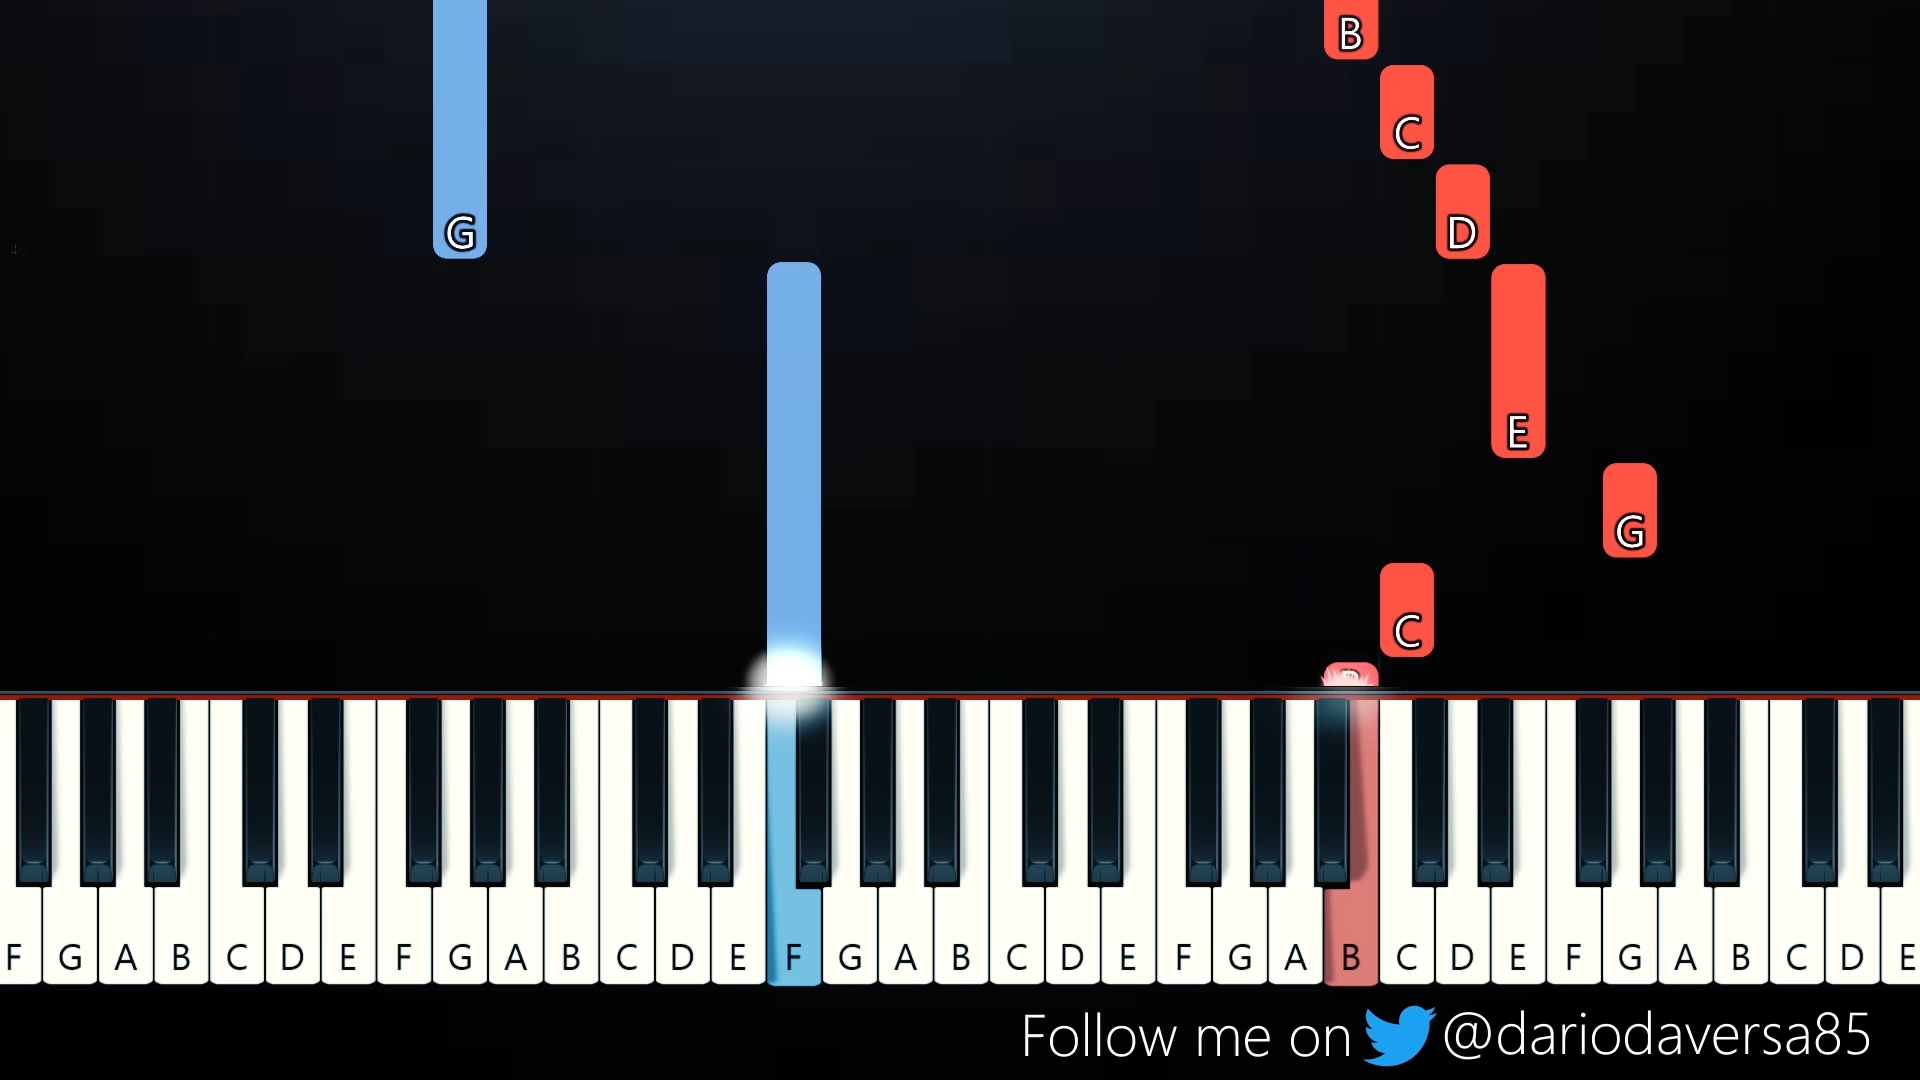 B
C
G D
E
G
C
F G A B C D E F G A B C D E F G A B C D E F G A B C D E F G A B C D E
Follow me on @dariodaversa85